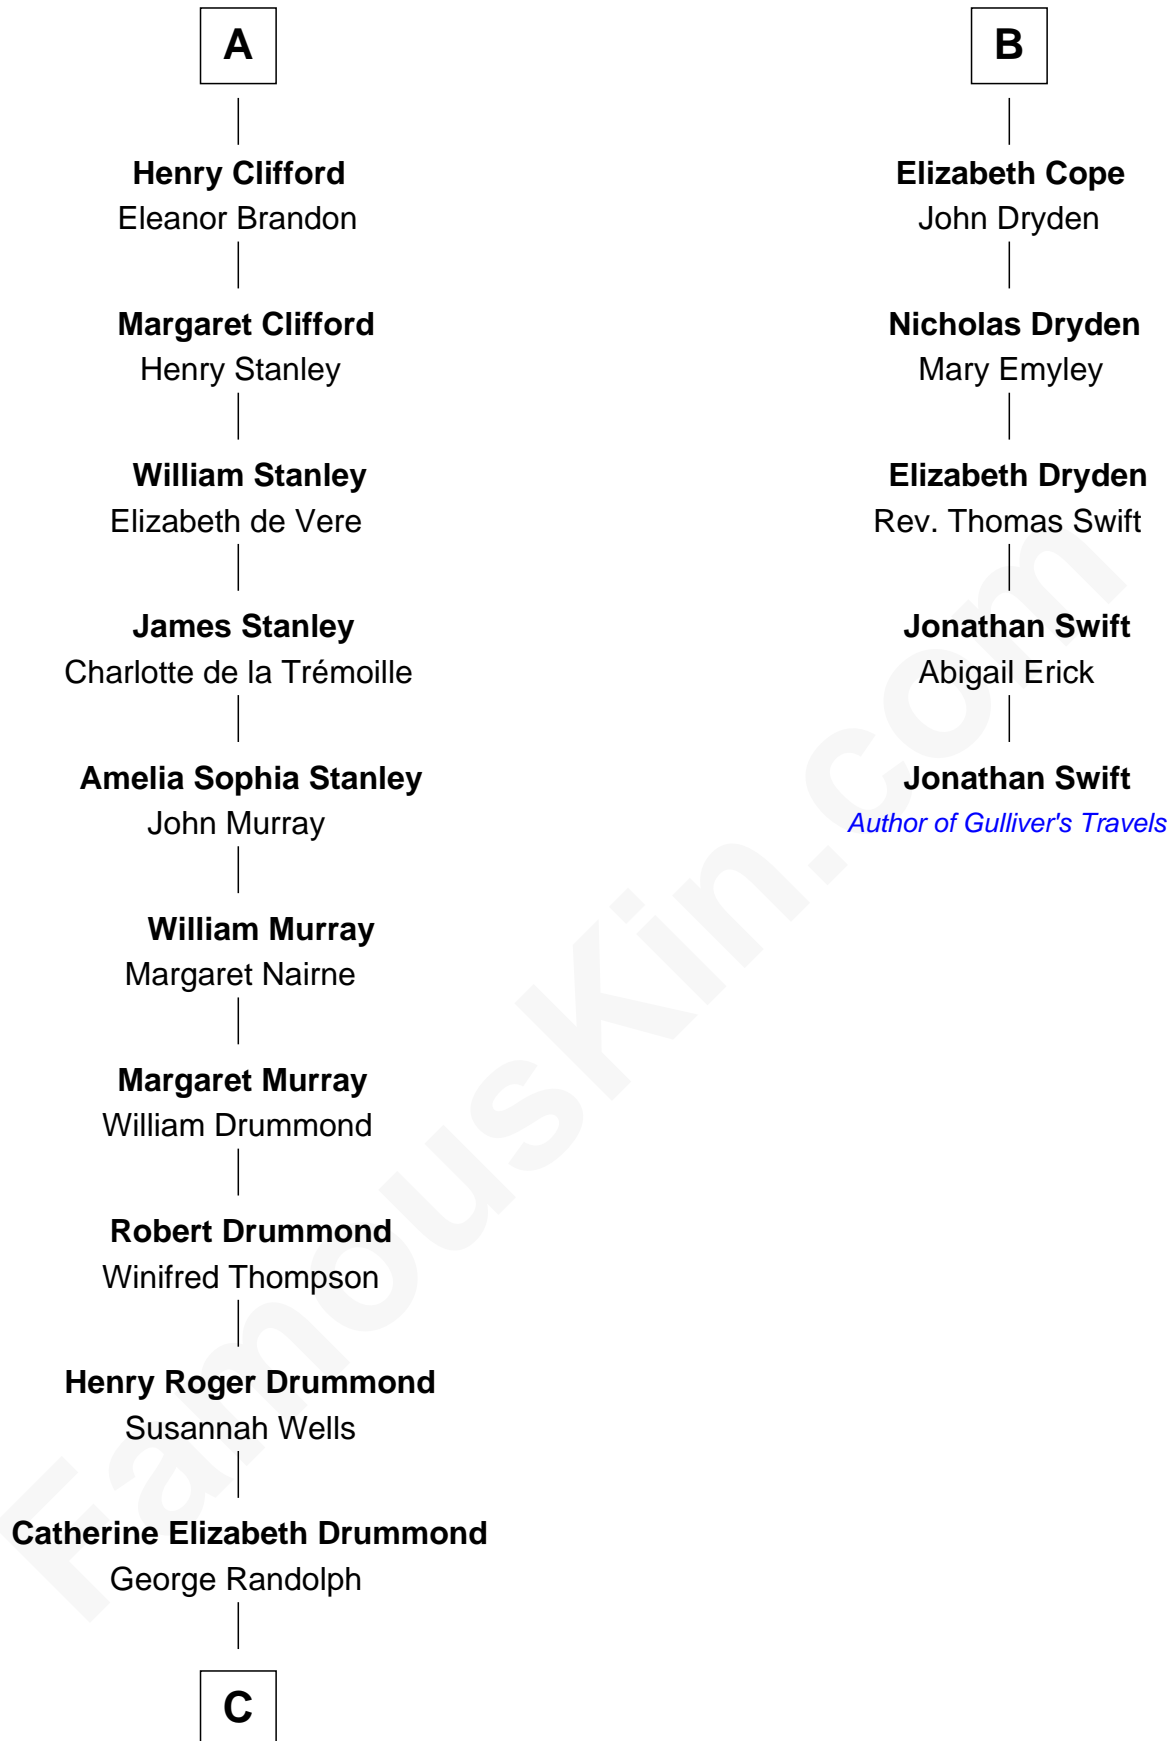 A
Henry Clifford
Eleanor Brandon
Margaret Clifford
Henry Stanley
William Stanley
Elizabeth de Vere
James Stanley
Charlotte de la Trémoille
Amelia Sophia Stanley
John Murray
William Murray
Margaret Nairne
Margaret Murray
William Drummond
Robert Drummond
Winifred Thompson
Henry Roger Drummond
Susannah Wells
Catherine Elizabeth Drummond
George Randolph
C
B
Elizabeth Cope
John Dryden
Nicholas Dryden
Mary Emyley
Elizabeth Dryden
Rev. Thomas Swift
Jonathan Swift
Abigail Erick
Jonathan Swift
Author of Gulliver's Travels
FamousKin.com